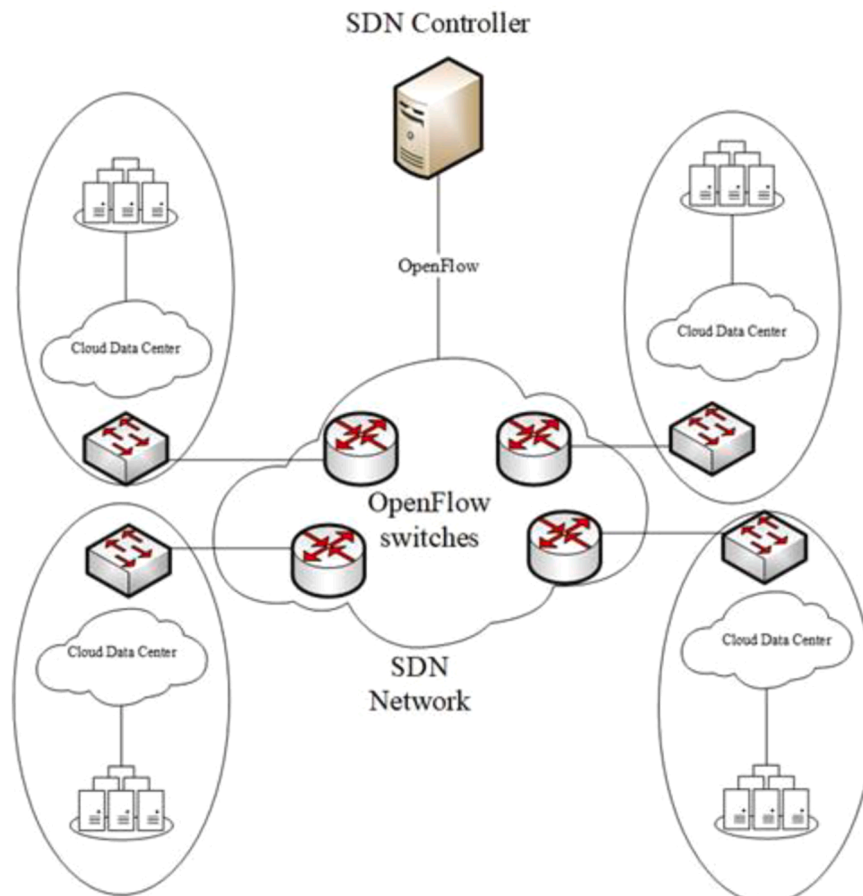 SDN Controller
OpenFlow
Cloud Data Center
Cloud Data Center
OpenFlow
switches
Cloud Data Center
Cloud Data Center
SDN
Network